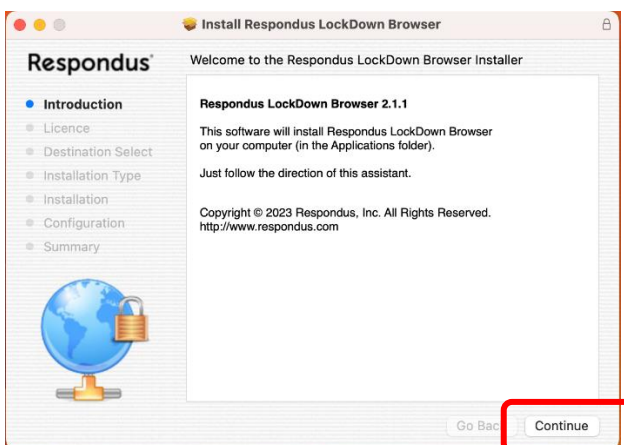 Install Respondus LockDown Browser
Respondus®
Welcome to the Respondus LockDown Browser Installer
Introduction
Licence
Destination Select
Installation Type
Installation
Configuration
Summary
Respondus LockDown Browser 2.1.1
This software will install Respondus LockDown Browser
on your computer (in the Applications folder).
Just follow the direction of this assistant.
Copyright © 2023 Respondus, Inc. All Rights Reserved.
http://www.respondus.com
Go Bac
Continue